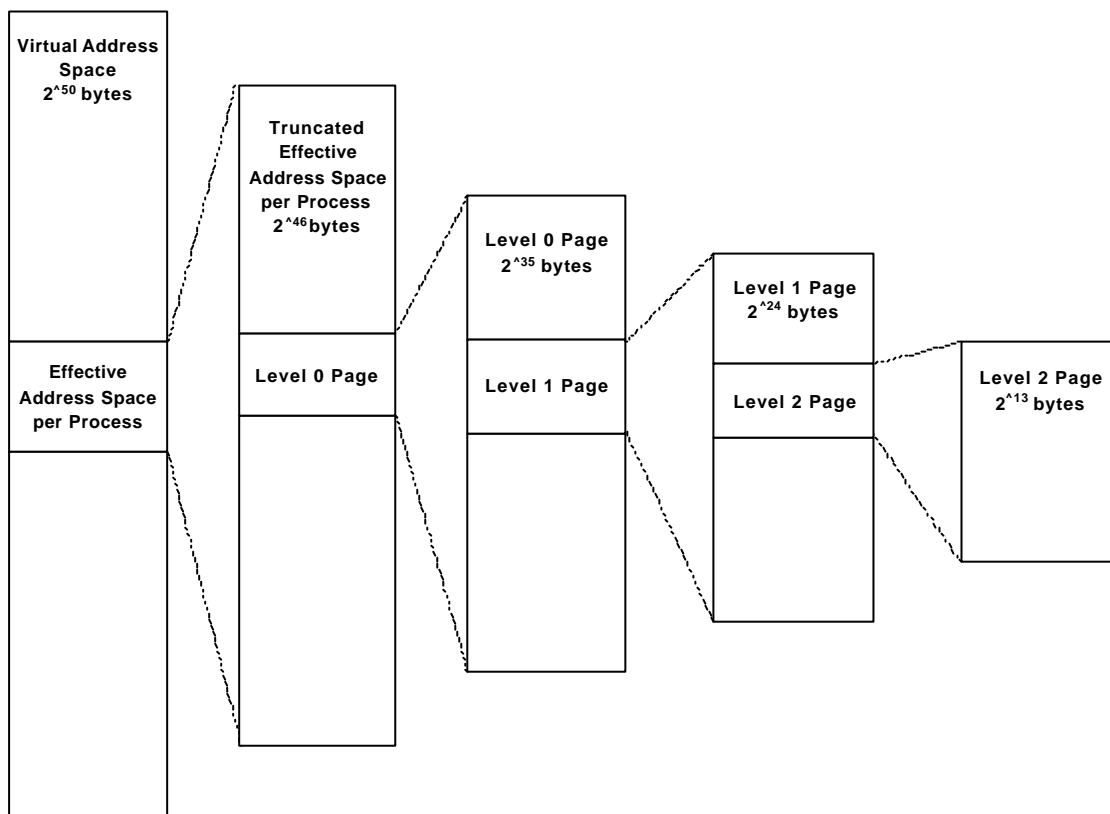 Virtual Address
Space
2^50 bytes
Effective
Address Space
per Process
Truncated
Effective
Address Space
per Process
2^46 bytes
Level 0 Page
Level 0 Page
2^35 bytes
Level 1 Page
Level 1 Page
2^24 bytes
Level 2 Page
Level 2 Page
2^13 bytes